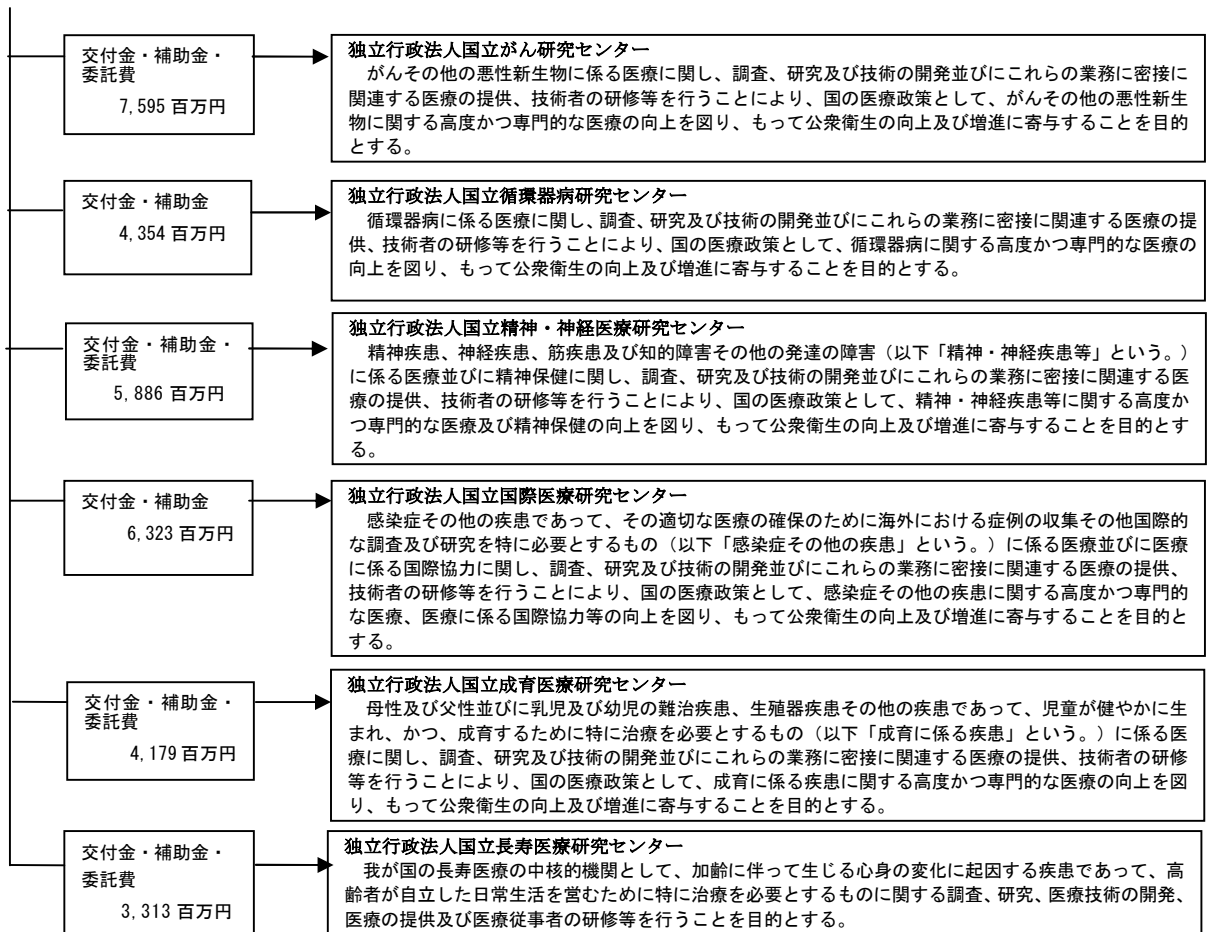 交付金・補助金・
委託費
7,595 百万円
独立行政法人国立がん研究センター
がんその他の悪性新生物に係る医療に関し、調査、研究及び技術の開発並びにこれらの業務に密接に
関連する医療の提供、技術者の研修等を行うことにより、国の医療政策として、がんその他の悪性新生
物に関する高度かつ専門的な医療の向上を図り、もって公衆衛生の向上及び増進に寄与することを目的
とする。
交付金・補助金
4,354 百万円
独立行政法人国立循環器病研究センター
循環器病に係る医療に関し、調査、研究及び技術の開発並びにこれらの業務に密接に関連する医療の提
供、技術者の研修等を行うことにより、国の医療政策として、循環器病に関する高度かつ専門的な医療の
向上を図り、もって公衆衛生の向上及び増進に寄与することを目的とする。
交付金・補助金・
委託費
5,886 百万円
独立行政法人国立精神・神経医療研究センター
精神疾患、神経疾患、筋疾患及び知的障害その他の発達の障害（以下「精神・神経疾患等」という。）
に係る医療並びに精神保健に関し、調査、研究及び技術の開発並びにこれらの業務に密接に関連する医
療の提供、技術者の研修等を行うことにより、国の医療政策として、精神・神経疾患等に関する高度か
つ専門的な医療及び精神保健の向上を図り、もって公衆衛生の向上及び増進に寄与することを目的とす
る。
交付金・補助金
6,323 百万円
独立行政法人国立国際医療研究センター
感染症その他の疾患であって、その適切な医療の確保のために海外における症例の収集その他国際的
な調査及び研究を特に必要とするもの（以下「感染症その他の疾患」という。）に係る医療並びに医療
に係る国際協力に関し、調査、研究及び技術の開発並びにこれらの業務に密接に関連する医療の提供、
技術者の研修等を行うことにより、国の医療政策として、感染症その他の疾患に関する高度かつ専門的
な医療、医療に係る国際協力等の向上を図り、もって公衆衛生の向上及び増進に寄与することを目的と
する。
交付金・補助金・
委託費
4,179 百万円
独立行政法人国立成育医療研究センター
母性及び父性並びに乳児及び幼児の難治疾患、生殖器疾患その他の疾患であって、児童が健やかに生
まれ、かつ、成育するために特に治療を必要とするもの（以下「成育に係る疾患」という。）に係る医
療に関し、調査、研究及び技術の開発並びにこれらの業務に密接に関連する医療の提供、技術者の研修
等を行うことにより、国の医療政策として、成育に係る疾患に関する高度かつ専門的な医療の向上を図
り、もって公衆衛生の向上及び増進に寄与することを目的とする。
交付金・補助金・
委託費
3,313 百万円
独立行政法人国立長寿医療研究センター
我が国の長寿医療の中核的機関として、加齢に伴って生じる心身の変化に起因する疾患であって、高
齢者が自立した日常生活を営むために特に治療を必要とするものに関する調査、研究、医療技術の開発、
医療の提供及び医療従事者の研修等を行うことを目的とする。